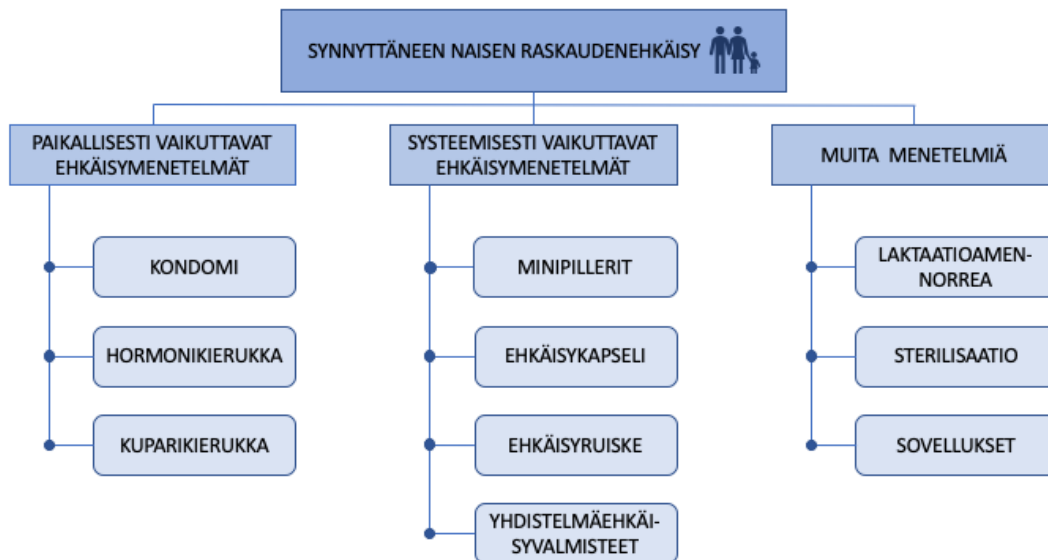 SYNNYTTÄNEEN NAISEN RASKAUDENEHKÄISY
PAIKALLISESTI VAIKUTTAVAT
EHKÄISYMENETELMÄT
KONDOMI
HORMONIKIERUKKA
KUPARIKIERUKKA
SYSTEEMISESTI VAIKUTTAVAT
EHKÄISYMENETELMÄT
MINIPILLERIT
EHKÄISYKAPSELI
EHKÄISYRUISKE
YHDISTELMÄEHKÄI-
SYVALMISTEET
MUITA MENETELMIÄ
LAKTAATIOAMEN-
NORREA
STERILISAATIO
SOVELLUKSET